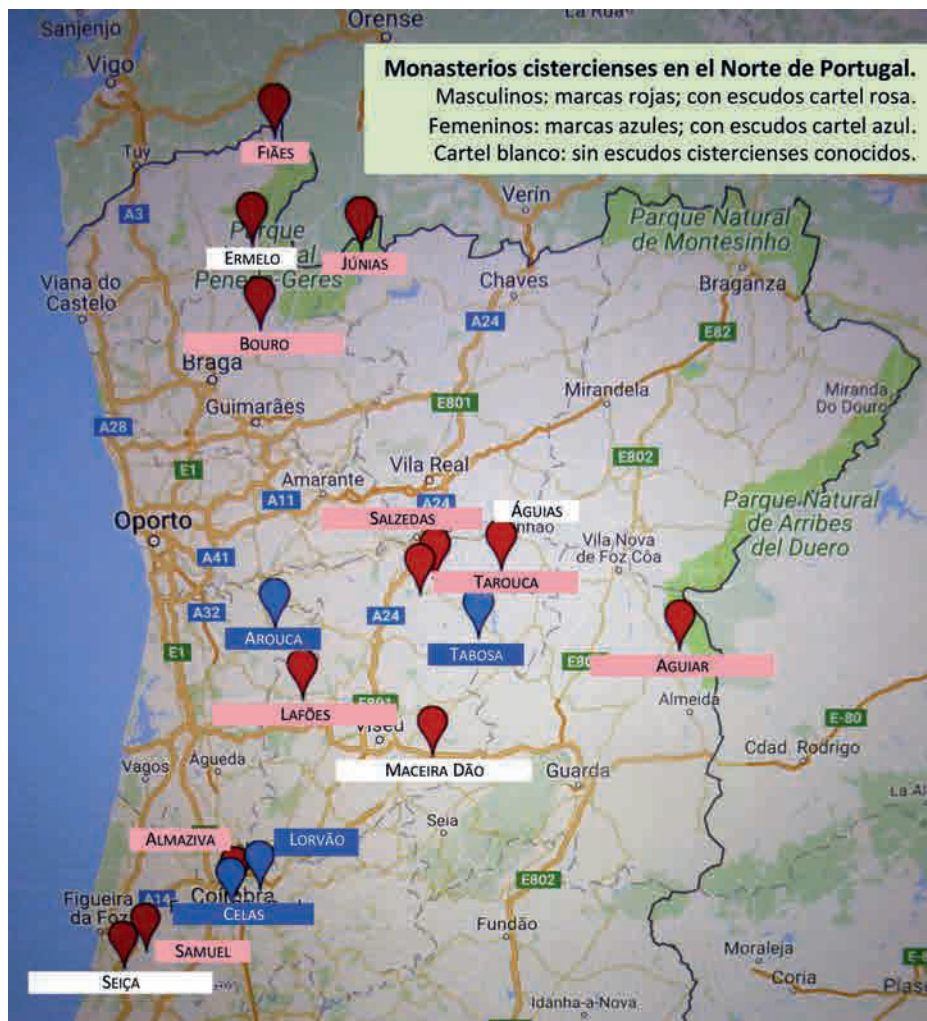 Sanjenjo
Orense
La Rúa
Vigo
Monasterios cistercienses en el Norte de Portugal.
Masculinos: marcas rojas; con escudos cartel rosa.
Femeninos: marcas azules; con escudos cartel azul.
Cartel blanco: sin escudos cistercienses conocidos.
Tuy
FIÃES
Verín
A3
Parque
ERMELO
JÚNIAS
Parque Natural
de Montesinho
Viana do
Castelo
Chaves
Braganza
BOURO
A24
E82
Braga
Mirandela
Miranda
Do Douro
Guimarães
E801
A28
E1
Vila Real
E802
Amarante
A11
A24
Parque Natural
de Arribes
del Duero
SALZEDAS
ÁGUIAS
Oporto
Vila Nova
de Foz Côa
A41
TAROUCA
A32
A24
AROUCA
TABOSA
E1
AGUIAR
LAFÕES
Almeida
E-80
Viseu
MACEIRA DÃO
Cdad. Rodrigo
Vagos
Águeda
Guarda
Seia
ALMAZIVA
LORVÃO
Figueira
da Foz
A14
Coimbra
E802
CELAS
Fundão
SAMUEL
Moraleja
SEIÇA
Coria
Idanha-a-Nova